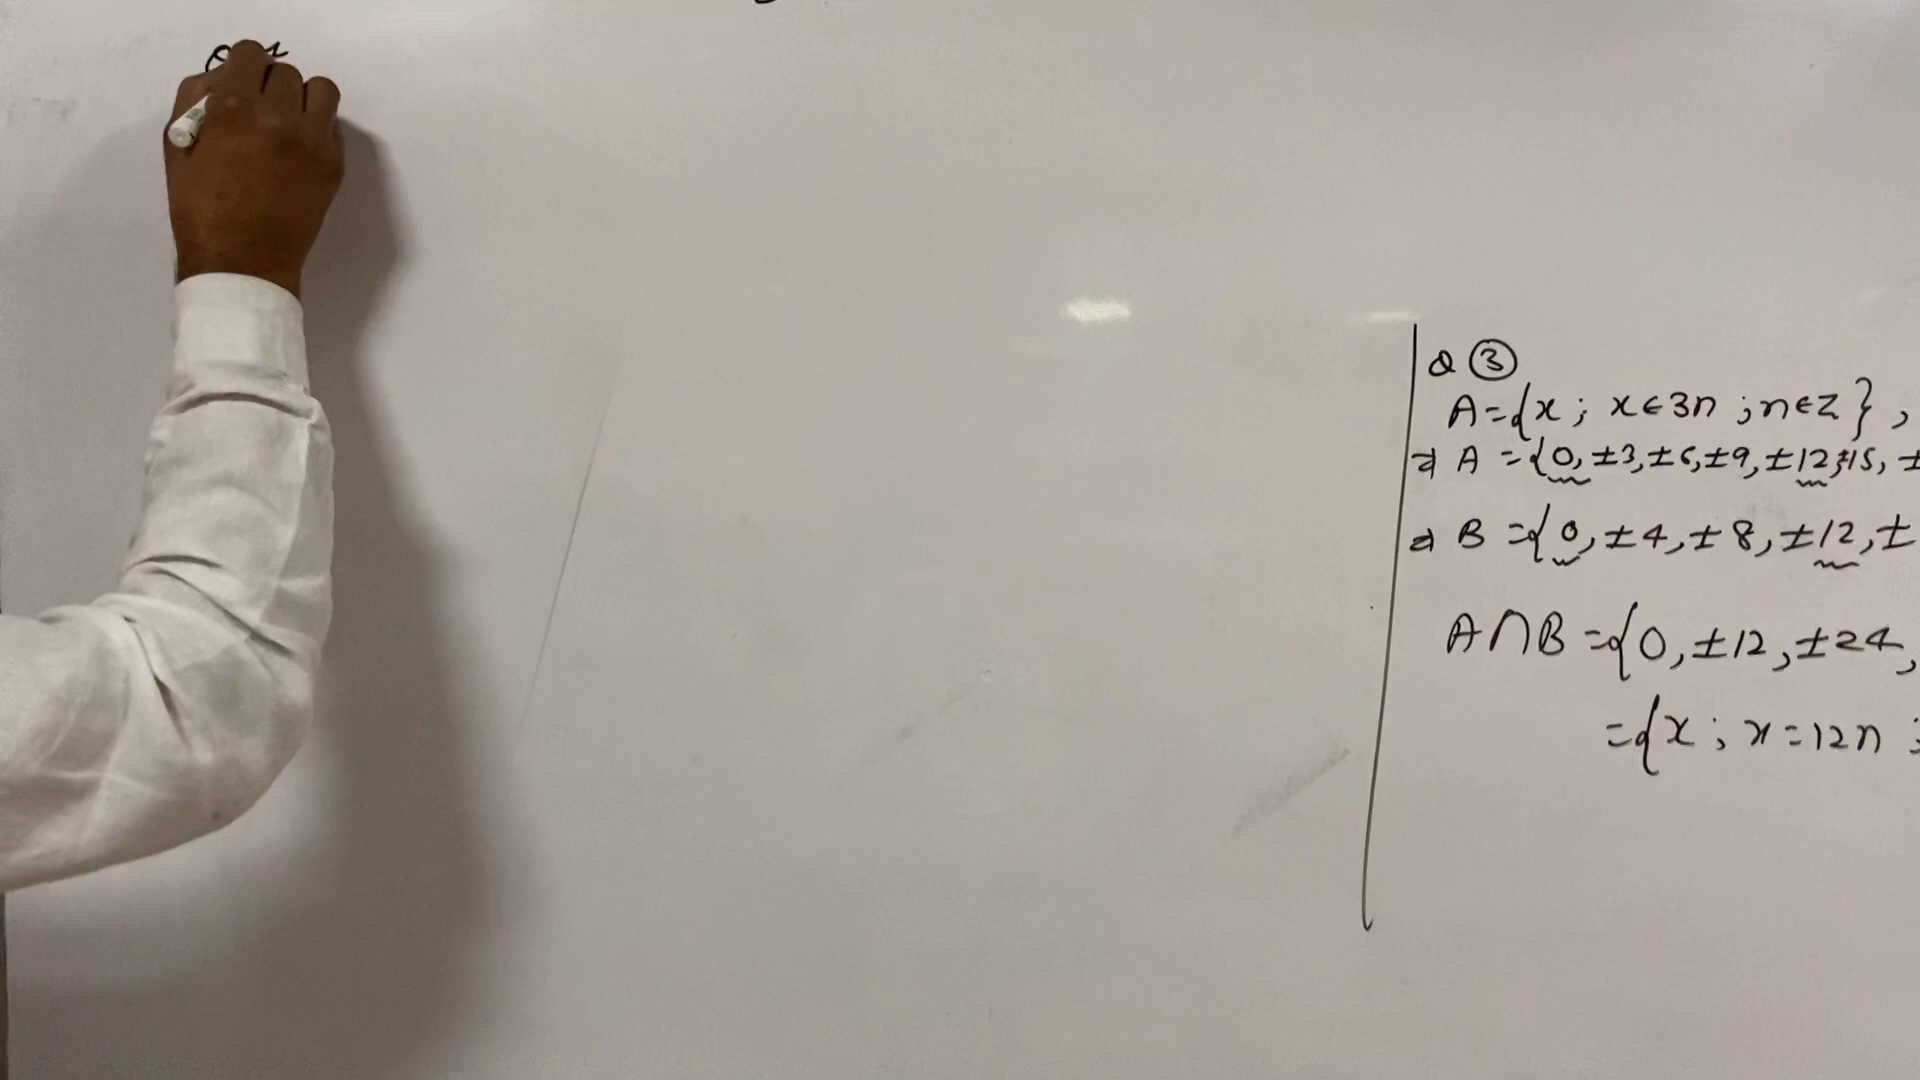 Q ③
A={x ; x∈3n ; n∈Z} ,
⇒ A ={0, ±3, ±6, ±9, ±12, ±15, ±
⇒ B ={0, ±4, ±8, ±12, ±
A∩B ={0, ±12, ±24,
={x ; x=12n ;